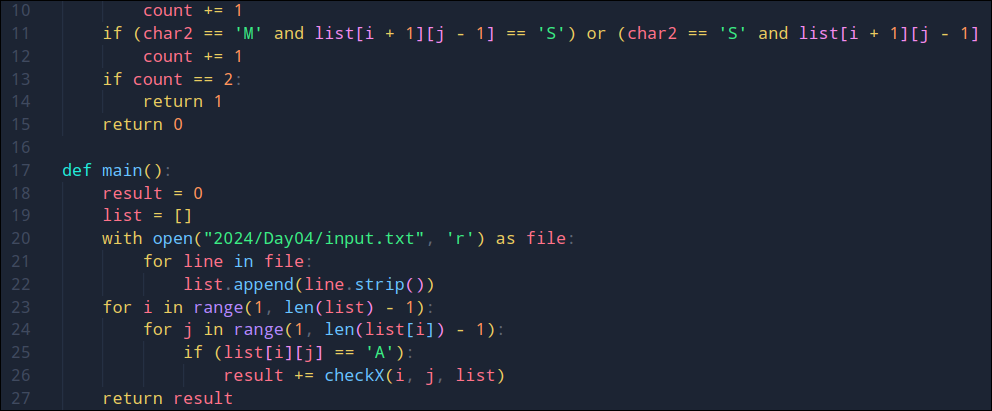 10 count += 1
11 if (char2 == 'M' and list[i + 1][j - 1] == 'S') or (char2 == 'S' and list[i + 1][j - 1]
12 count += 1
13 if count == 2:
14 return 1
15 return 0
16
17 def main():
18 result = 0
19 list = []
20 with open("2024/Day04/input.txt", 'r') as file:
21 for line in file:
22 list.append(line.strip())
23 for i in range(1, len(list) - 1):
24 for j in range(1, len(list[i]) - 1):
25 if (list[i][j] == 'A'):
26 result += checkX(i, j, list)
27 return result